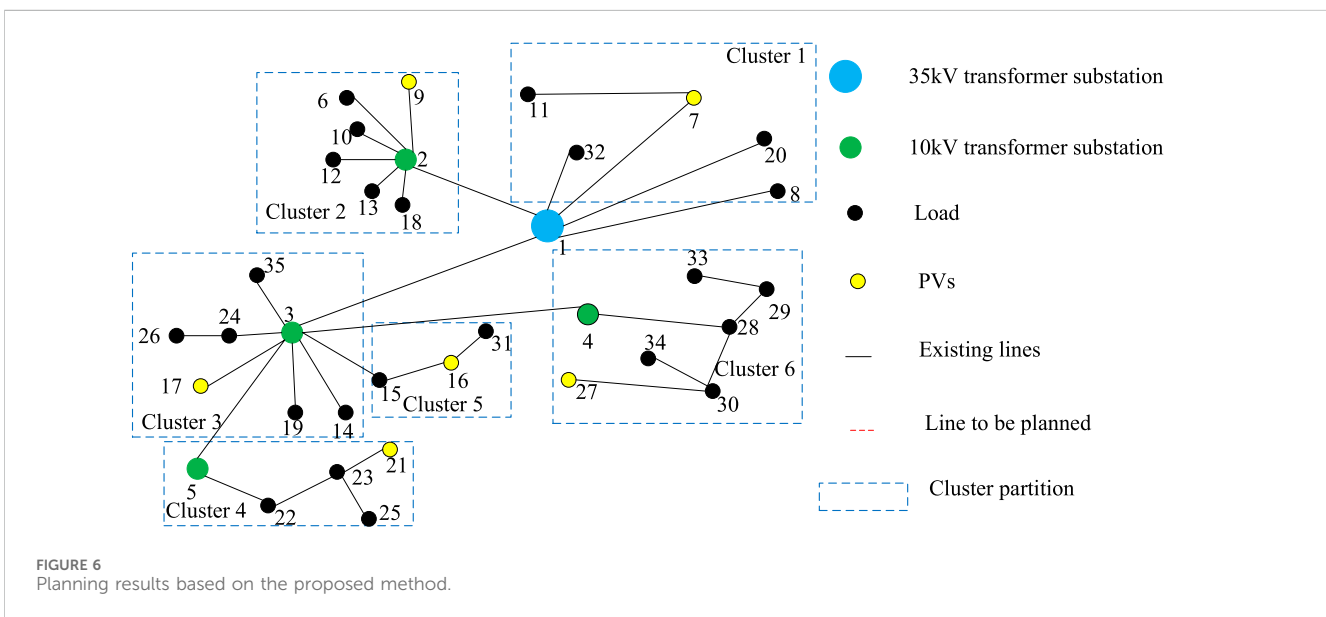 Cluster 1
11
7
32
20
8
6
9
10
2
12
13
18
Cluster 2
1
35
3
24
26
17
19
14
Cluster 3
31
16
15
Cluster 5
33
29
28
4
34
Cluster 6
27
30
21
23
5
22
25
Cluster 4
35kV transformer substation
10kV transformer substation
Load
PVs
Existing lines
Line to be planned
Cluster partition
FIGURE 6
Planning results based on the proposed method.